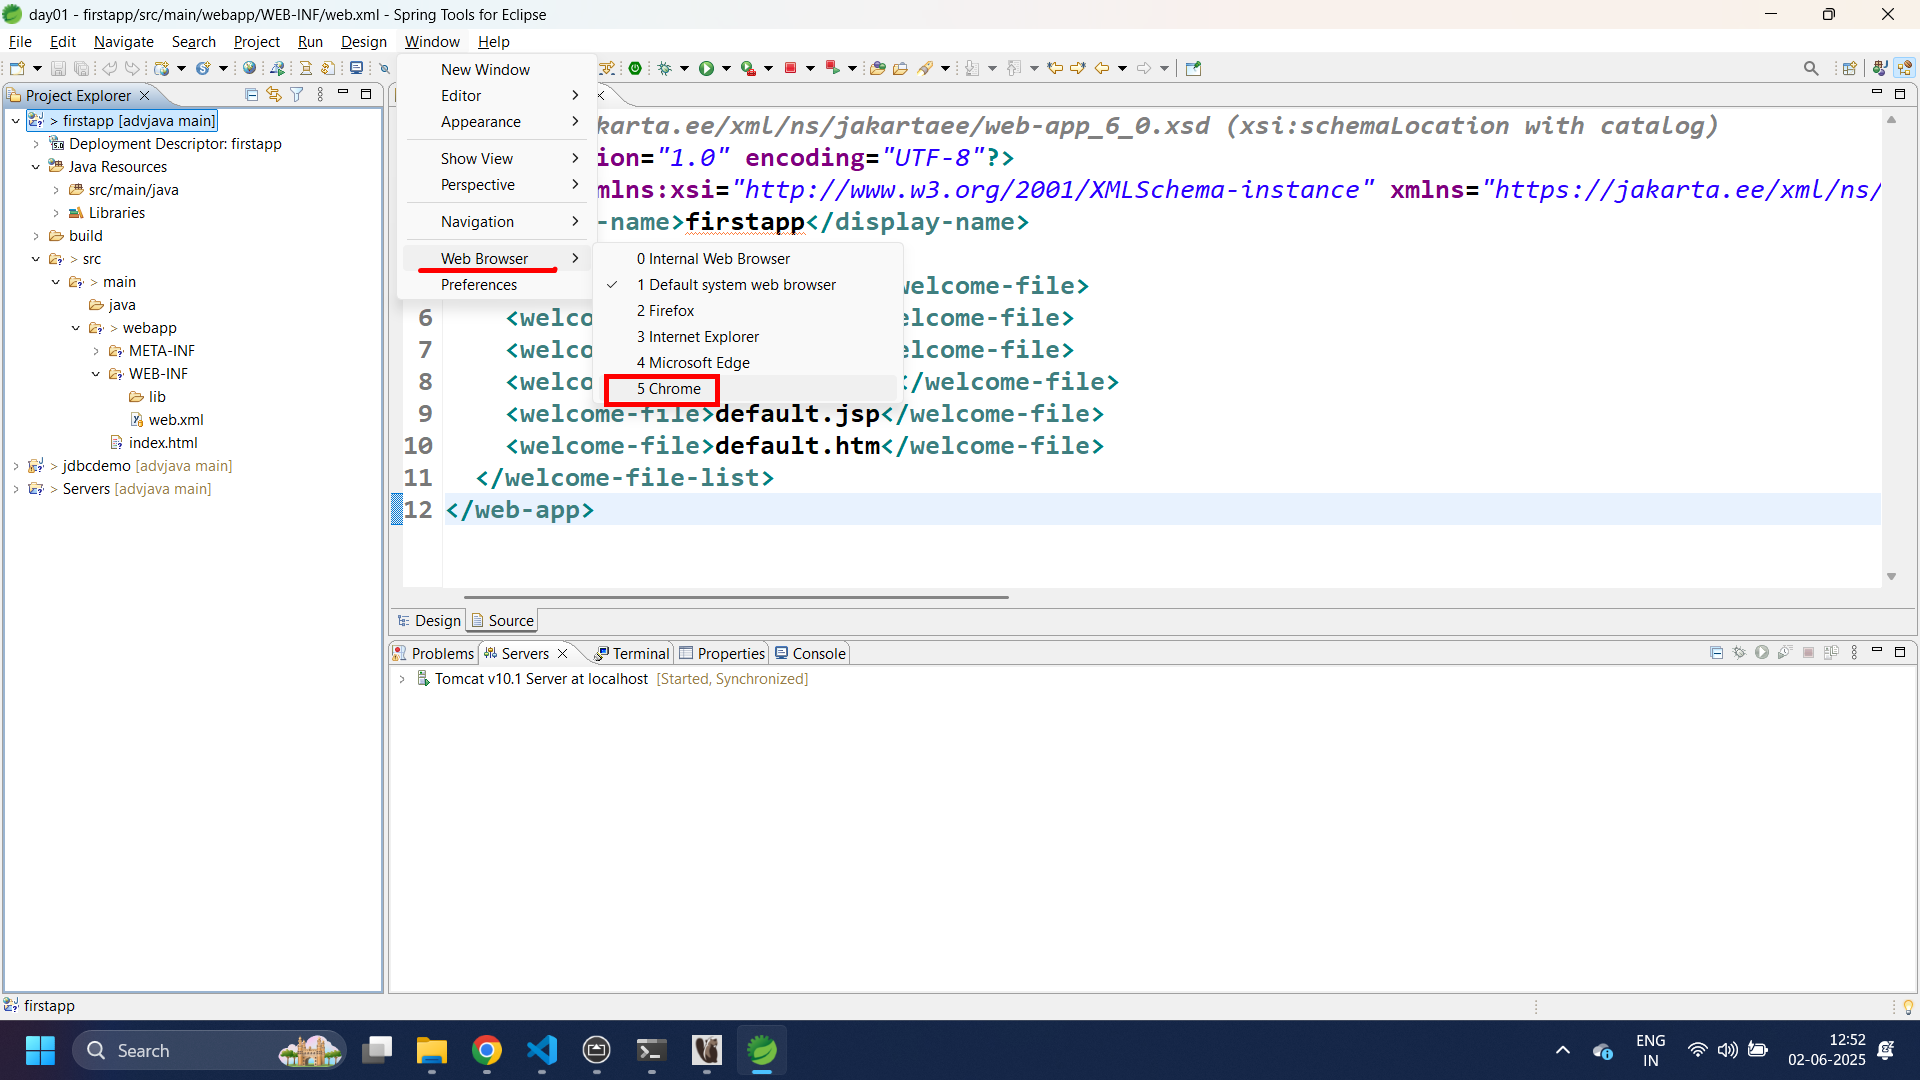 day01 - firstapp/src/main/webapp/WEB-INF/web.xml - Spring Tools for Eclipse
File Edit Navigate Search Project Run Design Window Help
Project Explorer
> firstapp [advjava main]
Deployment Descriptor: firstapp
Java Resources
src/main/java
Libraries
build
> src
> main
java
> webapp
META-INF
WEB-INF
lib
web.xml
index.html
> jdbcdemo [advjava main]
> Servers [advjava main]
New Window
Editor
Appearance
Show View
Perspective
Navigation
Web Browser
Preferences
0 Internal Web Browser
1 Default system web browser
2 Firefox
3 Internet Explorer
4 Microsoft Edge
5 Chrome
karta.ee/xml/ns/jakartaee/web-app_6_0.xsd (xsi:schemaLocation with catalog)
ion="1.0" encoding="UTF-8"?>
mlns:xsi="http://www.w3.org/2001/XMLSchema-instance" xmlns="https://jakarta.ee/xml/ns/
-name>firstapp</display-name>
welcome-file>
6 <welco elcome-file>
7 <welco elcome-file>
8 <welco </welcome-file>
9 <welcome-file>default.jsp</welcome-file>
10 <welcome-file>default.htm</welcome-file>
11 </welcome-file-list>
12 </web-app>
Design Source
Problems Servers Terminal Properties Console
Tomcat v10.1 Server at localhost [Started, Synchronized]
firstapp
Search
ENG
IN
12:52
02-06-2025